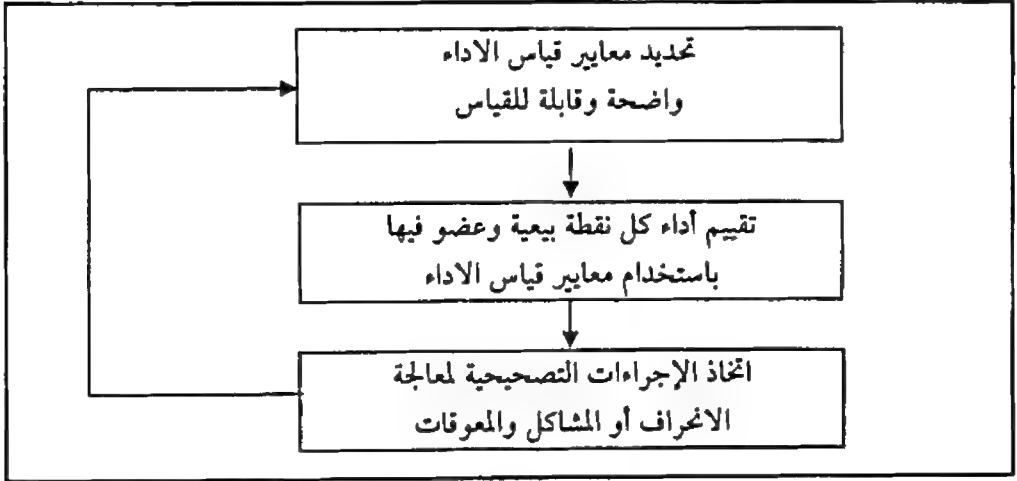 تحديد معايير قياس الاداء
واضحة وقابلة للقياس
تقييم أداء كل نقطة بيعية وعضو فيها
باستخدام معايير قياس الاداء
اتخاذ الإجراءات التصحيحية لمعالجة
الانحراف أو المشاكل والمعوقات